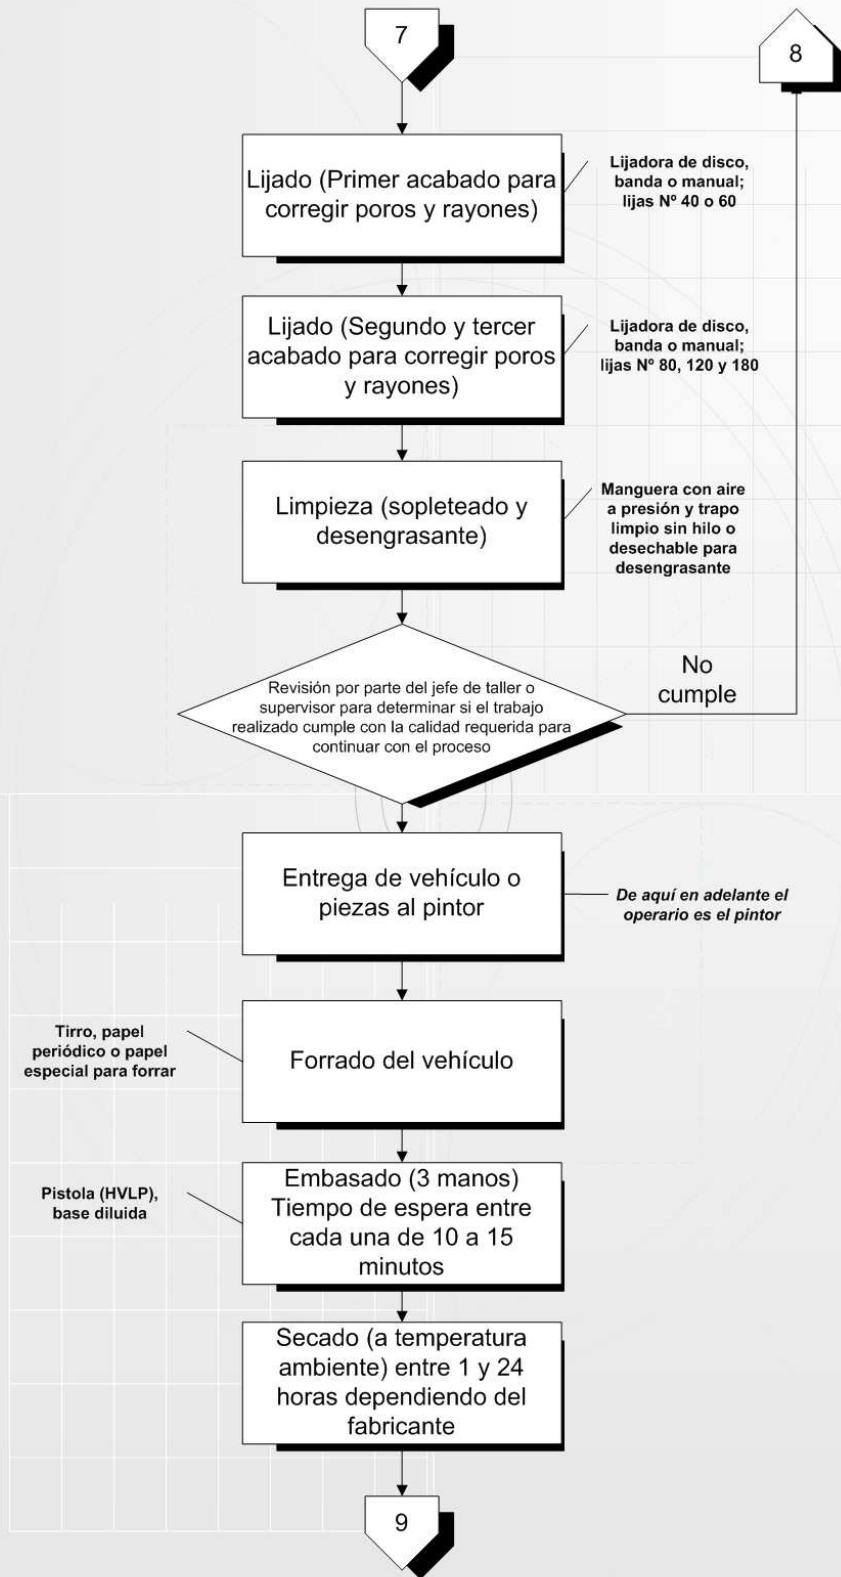 7
8
Lijado (Primer acabado para
corregir poros y rayones)
Lijadora de disco,
banda o manual;
lijas Nº 40 o 60
Lijado (Segundo y tercer
acabado para corregir poros
y rayones)
Lijadora de disco,
banda o manual;
lijas Nº 80, 120 y 180
Limpieza (sopleteado y
desengrasante)
Manguera con aire
a presión y trapo
limpio sin hilo o
desechable para
desengrasante
Revisión por parte del jefe de taller o
supervisor para determinar si el trabajo
realizado cumple con la calidad requerida para
continuar con el proceso
No
cumple
Entrega de vehículo o
piezas al pintor
De aquí en adelante el
operario es el pintor
Tirro, papel
periódico o papel
especial para forrar
Forrado del vehículo
Pistola (HVLP),
base diluida
Embasado (3 manos)
Tiempo de espera entre
cada una de 10 a 15
minutos
Secado (a temperatura
ambiente) entre 1 y 24
horas dependiendo del
fabricante
9